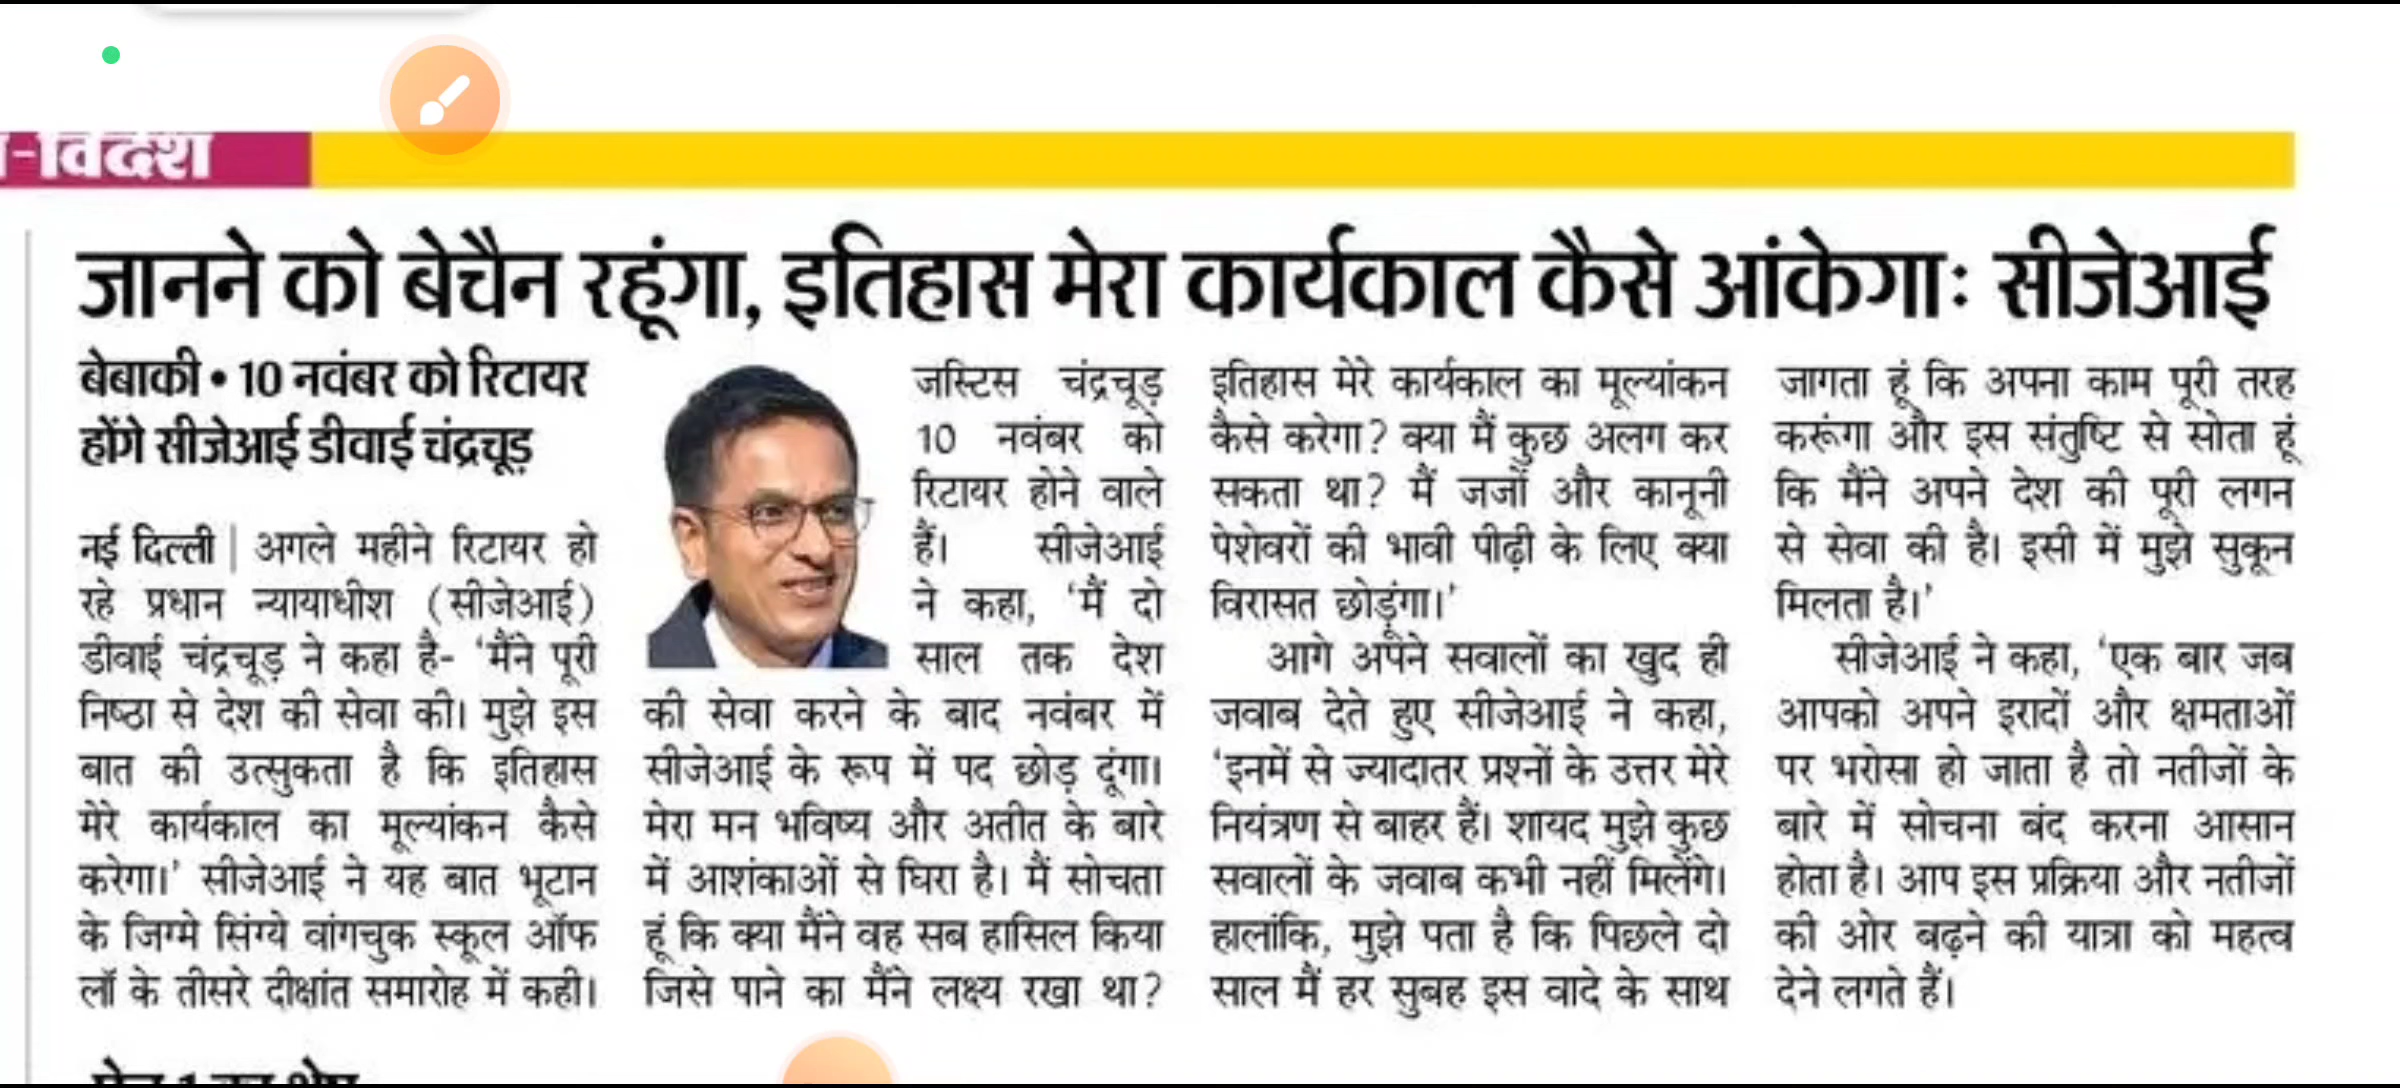 -विदेश
जानने को बेचैन रहूंगा, इतिहास मेरा कार्यकाल कैसे आंकेगाः सीजेआई
बेबाकी • 10 नवंबर को रिटायर
होंगे सीजेआई डीवाई चंद्रचूड़
नई दिल्ली | अगले महीने रिटायर हो
रहे प्रधान न्यायाधीश (सीजेआई)
डीवाई चंद्रचूड़ ने कहा है- ‘मैंने पूरी
निष्ठा से देश की सेवा की। मुझे इस
बात की उत्सुकता है कि इतिहास
मेरे कार्यकाल का मूल्यांकन कैसे
करेगा।’ सीजेआई ने यह बात भूटान
के जिग्मे सिंग्ये वांगचुक स्कूल ऑफ
लॉ के तीसरे दीक्षांत समारोह में कही।
जस्टिस चंद्रचूड़
10 नवंबर को
रिटायर होने वाले
हैं। सीजेआई
ने कहा, ‘मैं दो
साल तक देश
की सेवा करने के बाद नवंबर में
सीजेआई के रूप में पद छोड़ दूंगा।
मेरा मन भविष्य और अतीत के बारे
में आशंकाओं से घिरा है। मैं सोचता
हूं कि क्या मैंने वह सब हासिल किया
जिसे पाने का मैंने लक्ष्य रखा था?
इतिहास मेरे कार्यकाल का मूल्यांकन
कैसे करेगा? क्या मैं कुछ अलग कर
सकता था? मैं जजों और कानूनी
पेशेवरों की भावी पीढ़ी के लिए क्या
विरासत छोड़ूंगा।’
आगे अपने सवालों का खुद ही
जवाब देते हुए सीजेआई ने कहा,
‘इनमें से ज्यादातर प्रश्नों के उत्तर मेरे
नियंत्रण से बाहर हैं। शायद मुझे कुछ
सवालों के जवाब कभी नहीं मिलेंगे।
हालांकि, मुझे पता है कि पिछले दो
साल मैं हर सुबह इस वादे के साथ
जागता हूं कि अपना काम पूरी तरह
करूंगा और इस संतुष्टि से सोता हूं
कि मैंने अपने देश की पूरी लगन
से सेवा की है। इसी में मुझे सुकून
मिलता है।’
सीजेआई ने कहा, ‘एक बार जब
आपको अपने इरादों और क्षमताओं
पर भरोसा हो जाता है तो नतीजों के
बारे में सोचना बंद करना आसान
होता है। आप इस प्रक्रिया और नतीजों
की ओर बढ़ने की यात्रा को महत्व
देने लगते हैं।